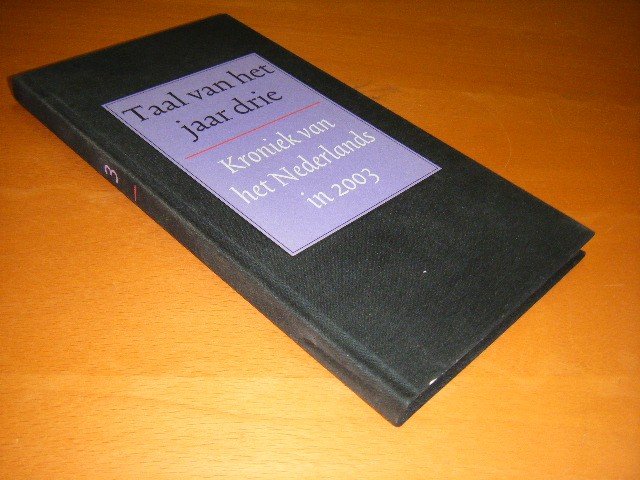 Taal van het
jaar drie
Kroniek van
het Nederlands
in 2003
3